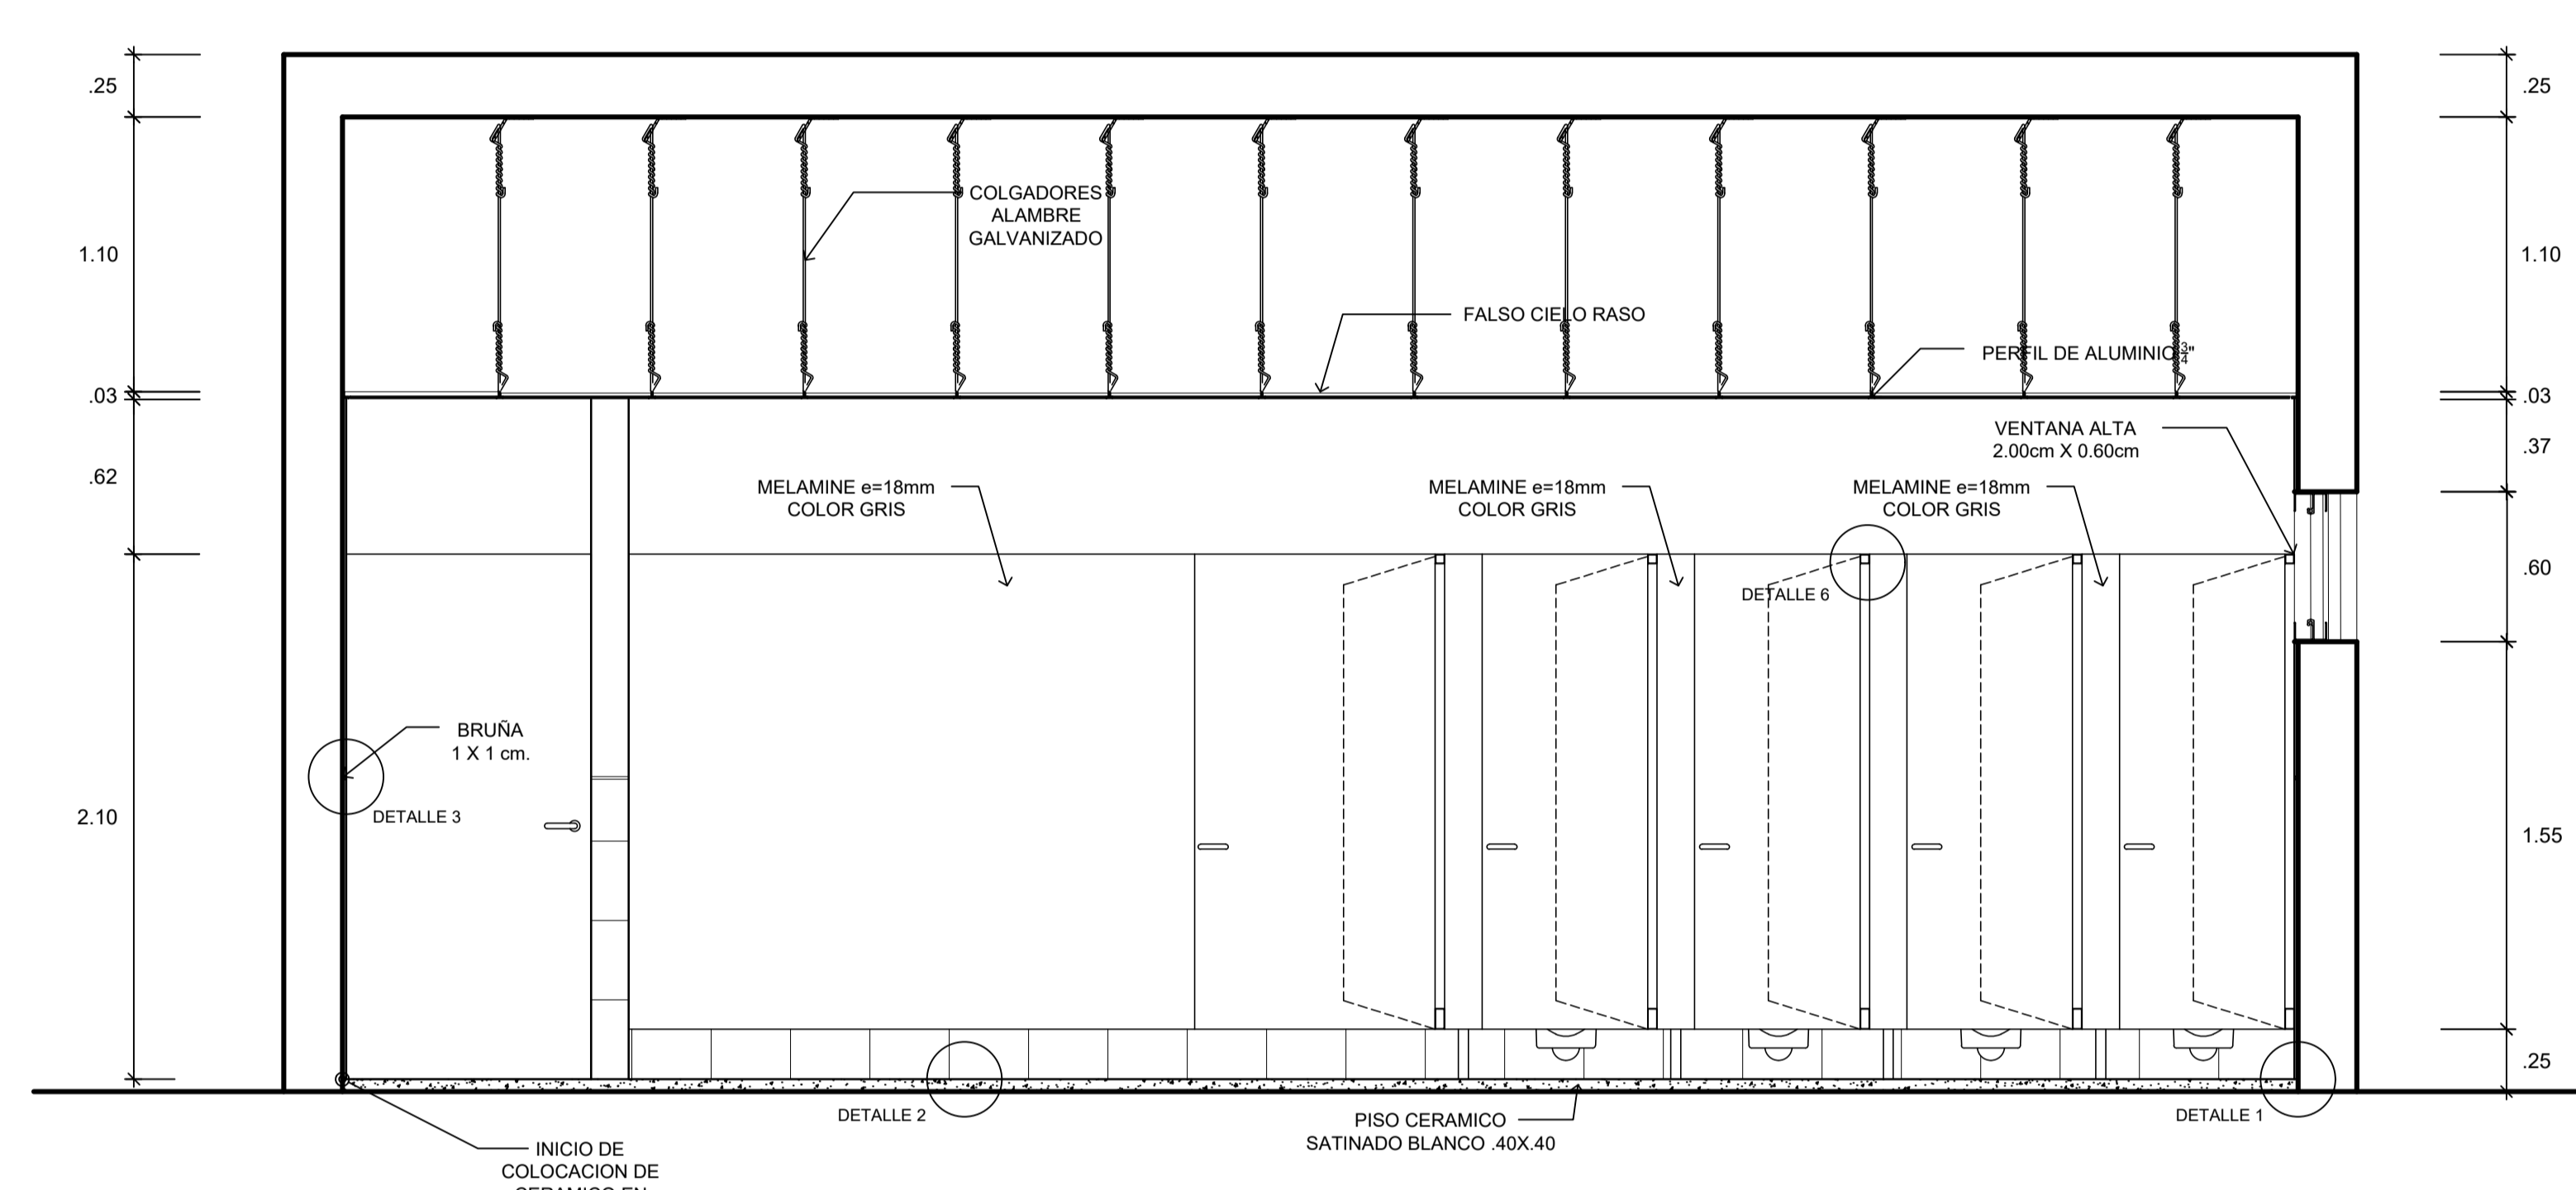 .25
.25
COLGADORES
ALAMBRE
GALVANIZADO
1.10
1.10
FALSO CIELO RASO
PERFIL DE ALUMINIO 3/4"
.03
.03
VENTANA ALTA
2.00cm X 0.60cm
.37
.62
MELAMINE e=18mm
COLOR GRIS
MELAMINE e=18mm
COLOR GRIS
MELAMINE e=18mm
COLOR GRIS
.60
DETALLE 6
BRUÑA
1 X 1 cm.
2.10
DETALLE 3
1.55
.25
DETALLE 2
PISO CERAMICO
SATINADO BLANCO .40X.40
DETALLE 1
INICIO DE
COLOCACION DE
CERAMICO EN